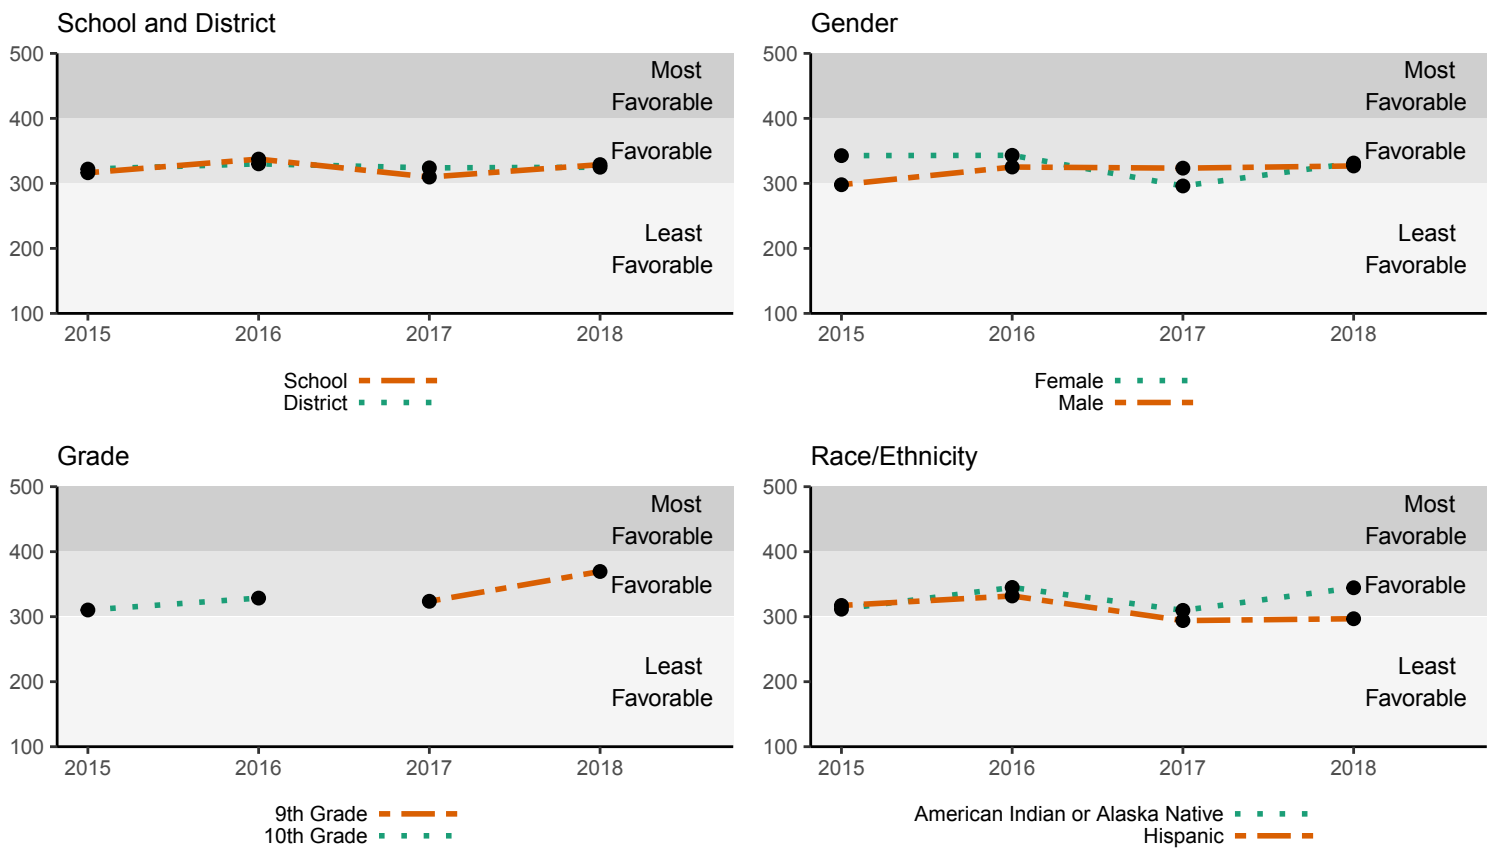 School and District
500
400
300
200
100
Most
Favorable
Favorable
Least
Favorable
2015 2016 2017 2018
School
District
Gender
500
400
300
200
100
Most
Favorable
Favorable
Least
Favorable
2015 2016 2017 2018
Female
Male
Grade
500
400
300
200
100
Most
Favorable
Favorable
Least
Favorable
2015 2016 2017 2018
9th Grade
10th Grade
Race/Ethnicity
500
400
300
200
100
Most
Favorable
Favorable
Least
Favorable
2015 2016 2017 2018
American Indian or Alaska Native
Hispanic